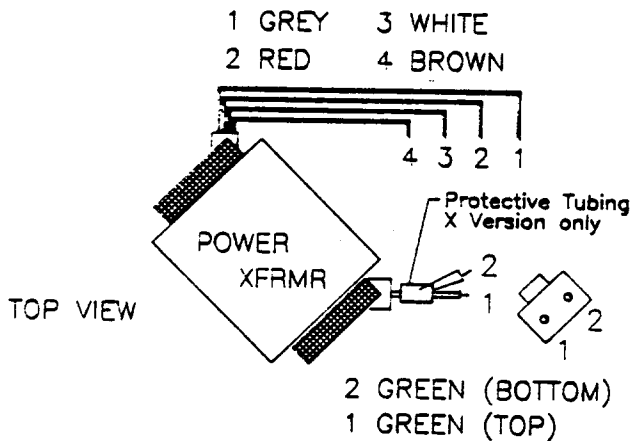 1 GREY 3 WHITE
2 RED 4 BROWN
4 3 2 1
Protective Tubing
X Version only
POWER
XFRMR
2
1
TOP VIEW
2
1
2 GREEN (BOTTOM)
1 GREEN (TOP)